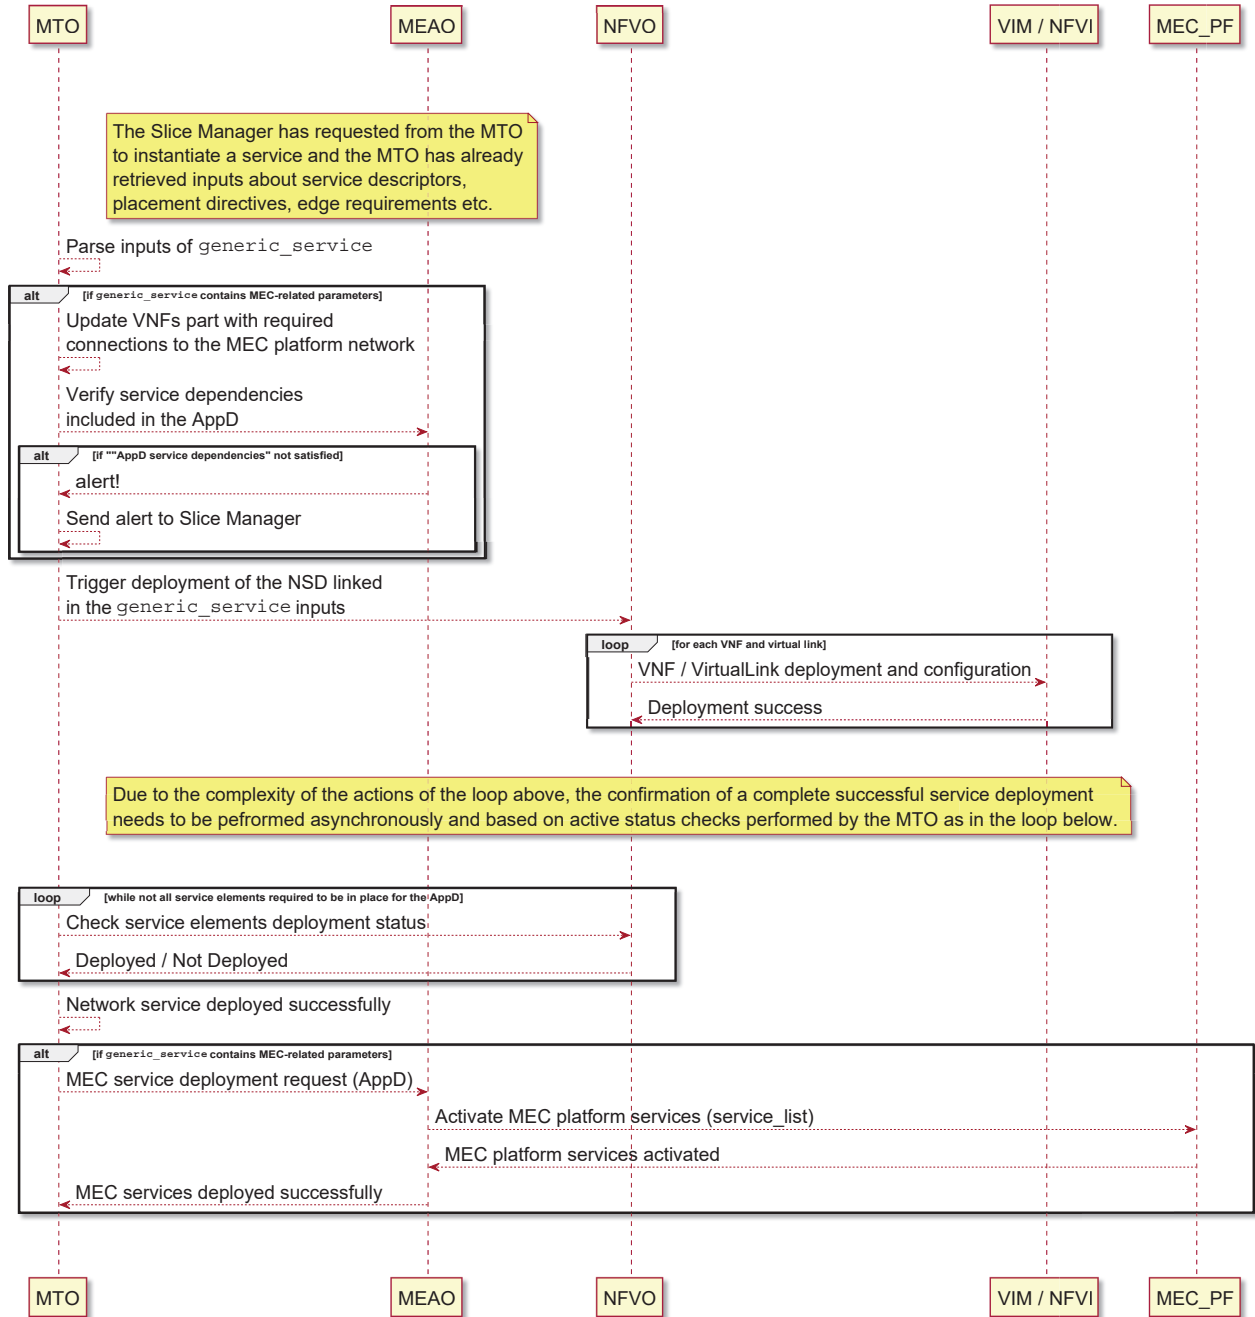 MTO
MEAO
NFVO
VIM / NFVI
MEC_PF
The Slice Manager has requested from the MTO
to instantiate a service and the MTO has already
retrieved inputs about service descriptors,
placement directives, edge requirements etc.
Parse inputs of generic_service
alt
[if generic_service contains MEC-related parameters]
Update VNFs part with required
connections to the MEC platform network
Verify service dependencies
included in the AppD
alt
[if ""AppD service dependencies" not satisfied]
alert!
Send alert to Slice Manager
Trigger deployment of the NSD linked
in the generic_service inputs
loop
[for each VNF and virtual link]
VNF / VirtualLink deployment and configuration
Deployment success
Due to the complexity of the actions of the loop above, the confirmation of a complete successful service deployment
needs to be pefrormed asynchronously and based on active status checks performed by the MTO as in the loop below.
loop
[while not all service elements required to be in place for the AppD]
Check service elements deployment status
Deployed / Not Deployed
Network service deployed successfully
alt
[if generic_service contains MEC-related parameters]
MEC service deployment request (AppD)
Activate MEC platform services (service_list)
MEC platform services activated
MEC services deployed successfully
MTO
MEAO
NFVO
VIM / NFVI
MEC_PF